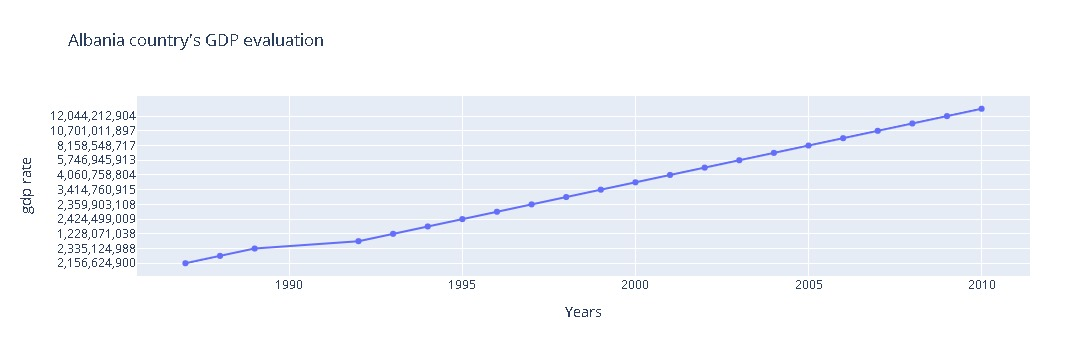 Albania country's GDP evaluation
12,044,212,904
10,701,011,897
8,158,548,717
5,746,945,913
4,060,758,804
3,414,760,915
2,359,903,108
2,424,499,009
1,228,071,038
2,335,124,988
2,156,624,900
gdp rate
1990 1995 2000 2005 2010
Years